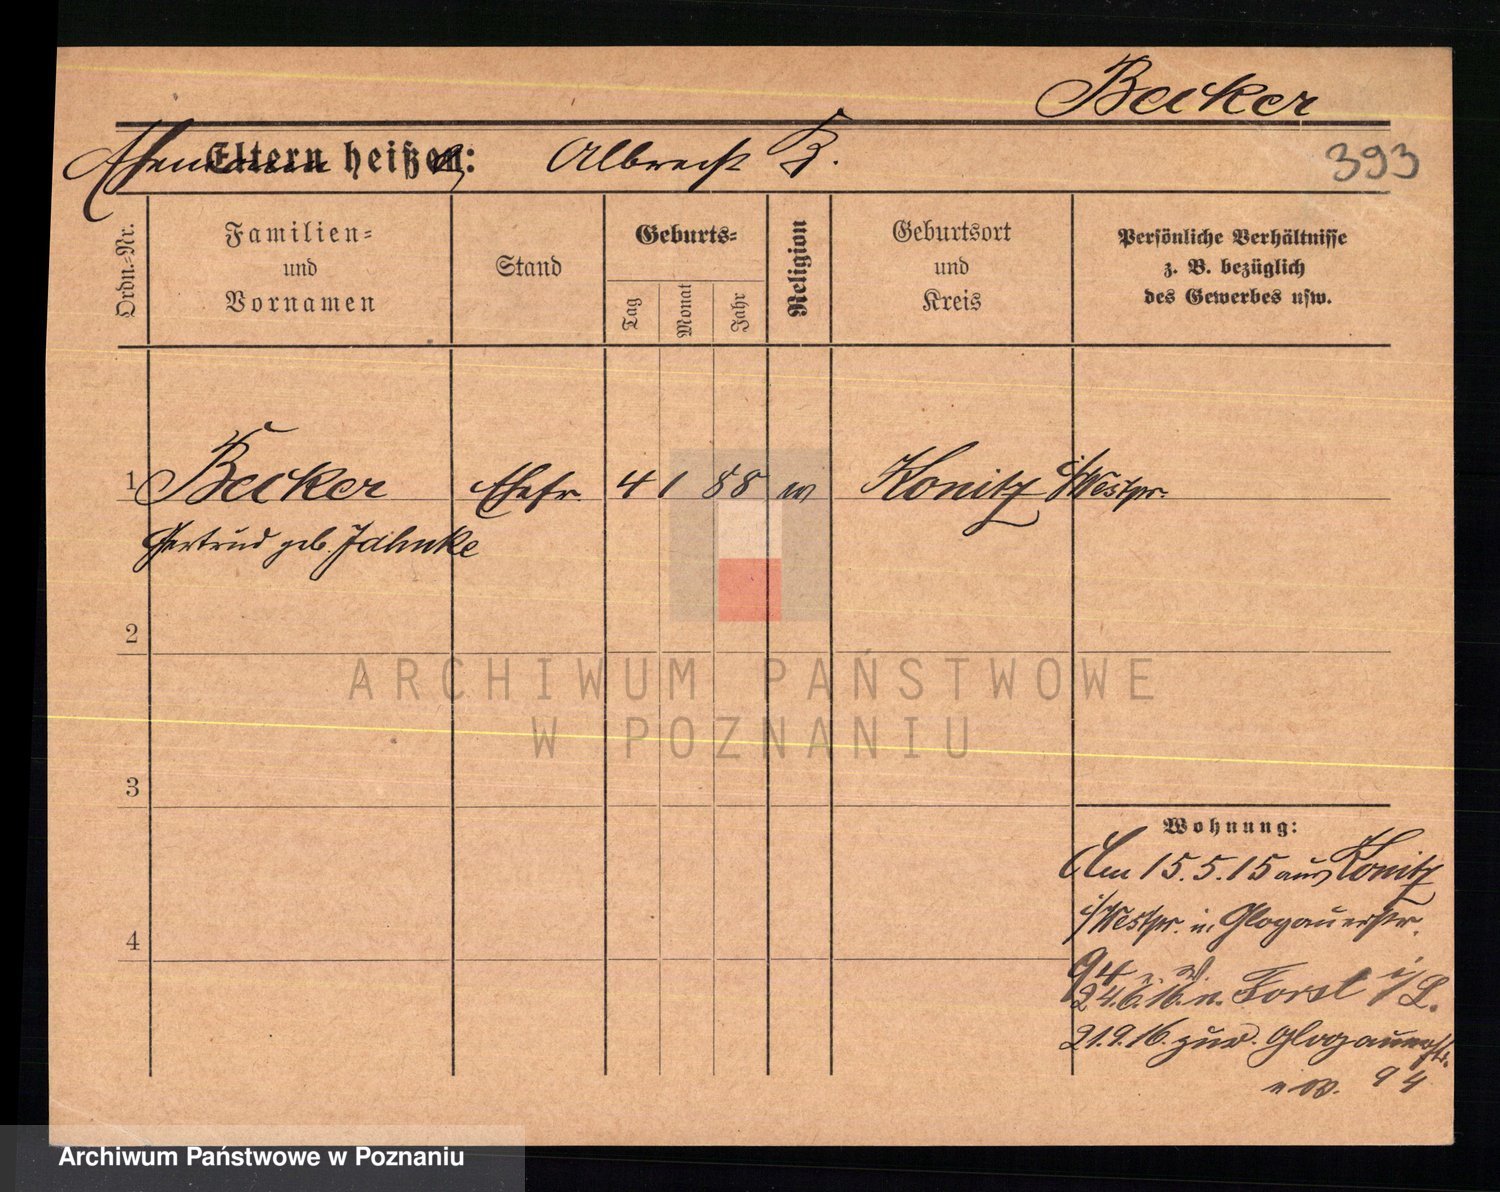 Becker
Ehemann Eltern heißen: Albrecht B.
393
Ordn.-Nr.
Familien-
und
Vornamen
Stand
Geburts-
Tag
Monat
Jahr
Religion
Geburtsort
und
Kreis
Persönliche Verhältnisse
z. B. bezüglich
des Gewerbes usw.
1 Becker Ehefr. 4 1 88 Konitz i/Westpr.
Gertrud geb. Jahnke
2
ARCHIWUM PAŃSTWOWE
W POZNANIU
3
Wohnung:
Am 15.5.15 aus Konitz
i/Westpr. n. Glogauerstr.
94
24.6.16. n. Forst i/L.
21.9.16. zur. Glogauerstr.
94
4
Archiwum Państwowe w Poznaniu